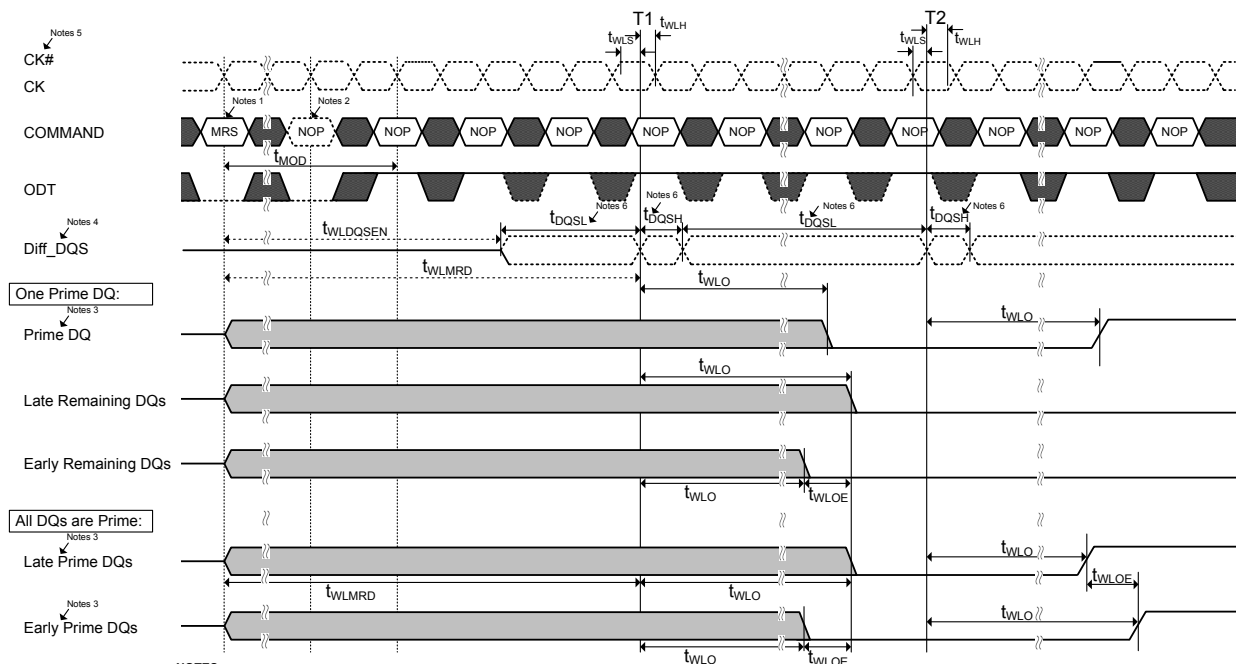 T1 T2
tWLS tWLH tWLS tWLH
Notes 5
CK#
CK
Notes 1 Notes 2
COMMAND MRS NOP NOP NOP NOP NOP NOP NOP NOP NOP NOP NOP NOP
tMOD
ODT
Notes 6 Notes 6 Notes 6 Notes 6
tDQSL tDQSH tDQSL tDQSH
Notes 4
Diff_DQS tWLDQSEN
tWLMRD
tWLO
One Prime DQ:
Notes 3
Prime DQ tWLO
tWLO
Late Remaining DQs
Early Remaining DQs
tWLO tWLOE
All DQs are Prime:
Notes 3
Late Prime DQs tWLO
tWLMRD tWLO tWLOE
Notes 3
Early Prime DQs tWLO
tWLO tWLOE